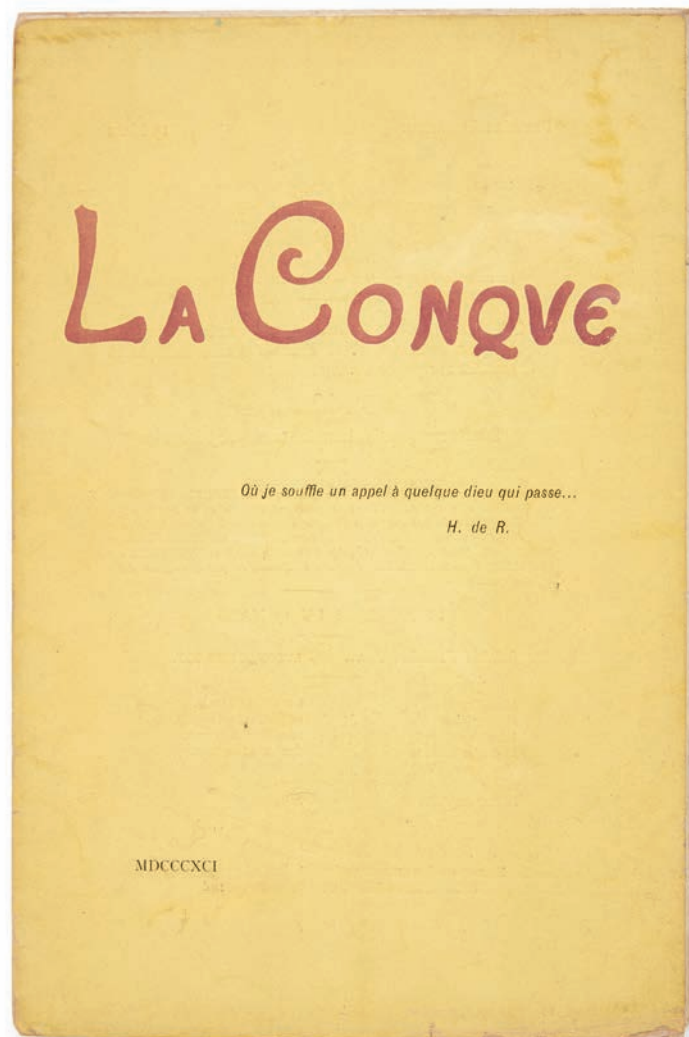 LA CONQVE
Où je souffle un appel à quelque dieu qui passe...
H. de R.
MDCCCXCI